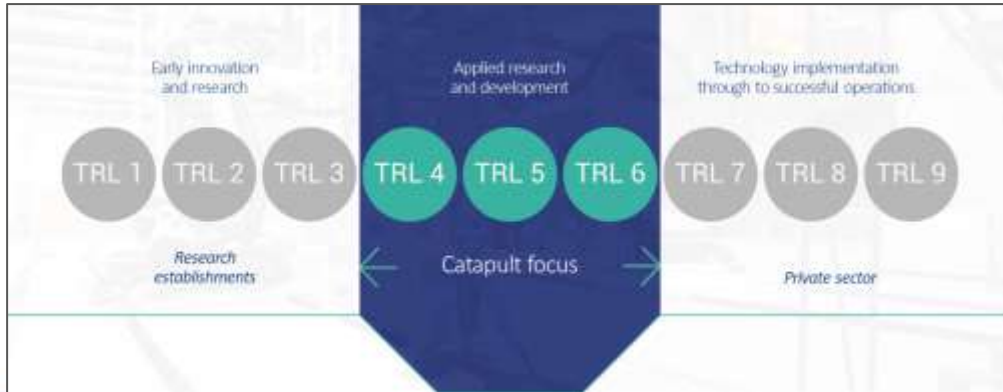 Early innovation
and research
Applied research
and development
Technology implementation
through to successful operations
TRL 1
TRL 2
TRL 3
TRL 4
TRL 5
TRL 6
TRL 7
TRL 8
TRL 9
Research
establishments
Catapult focus
Private sector